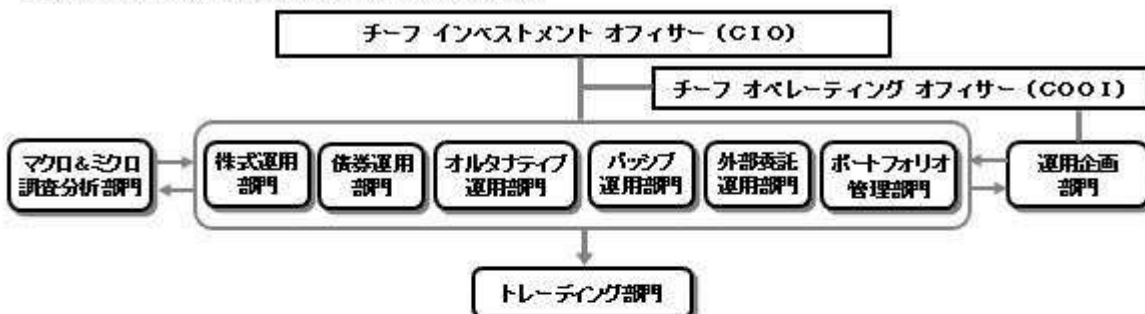 チーフ インベストメント オフィサー (CIO)
チーフ オペレーティング オフィサー (COOI)
マクロ&ミクロ
調査分析部門
株式運用
部門
債券運用
部門
オルタナティブ
運用部門
パッシブ
運用部門
外部委託
運用部門
ポートフォリオ
管理部門
運用企画
部門
トレーディング部門